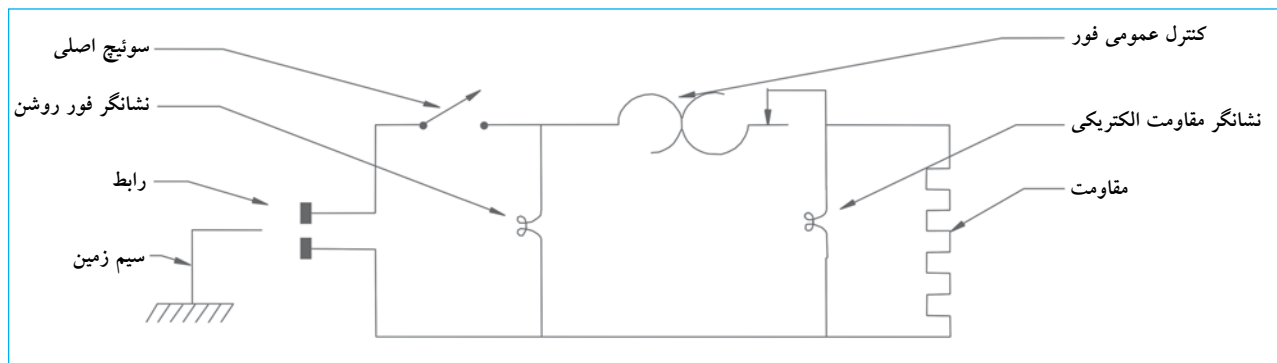 کنترل عمومی فور
سوئیچ اصلی
نشانگر فور روشن
نشانگر مقاومت الکتریکی
رابط
مقاومت
سیم زمین